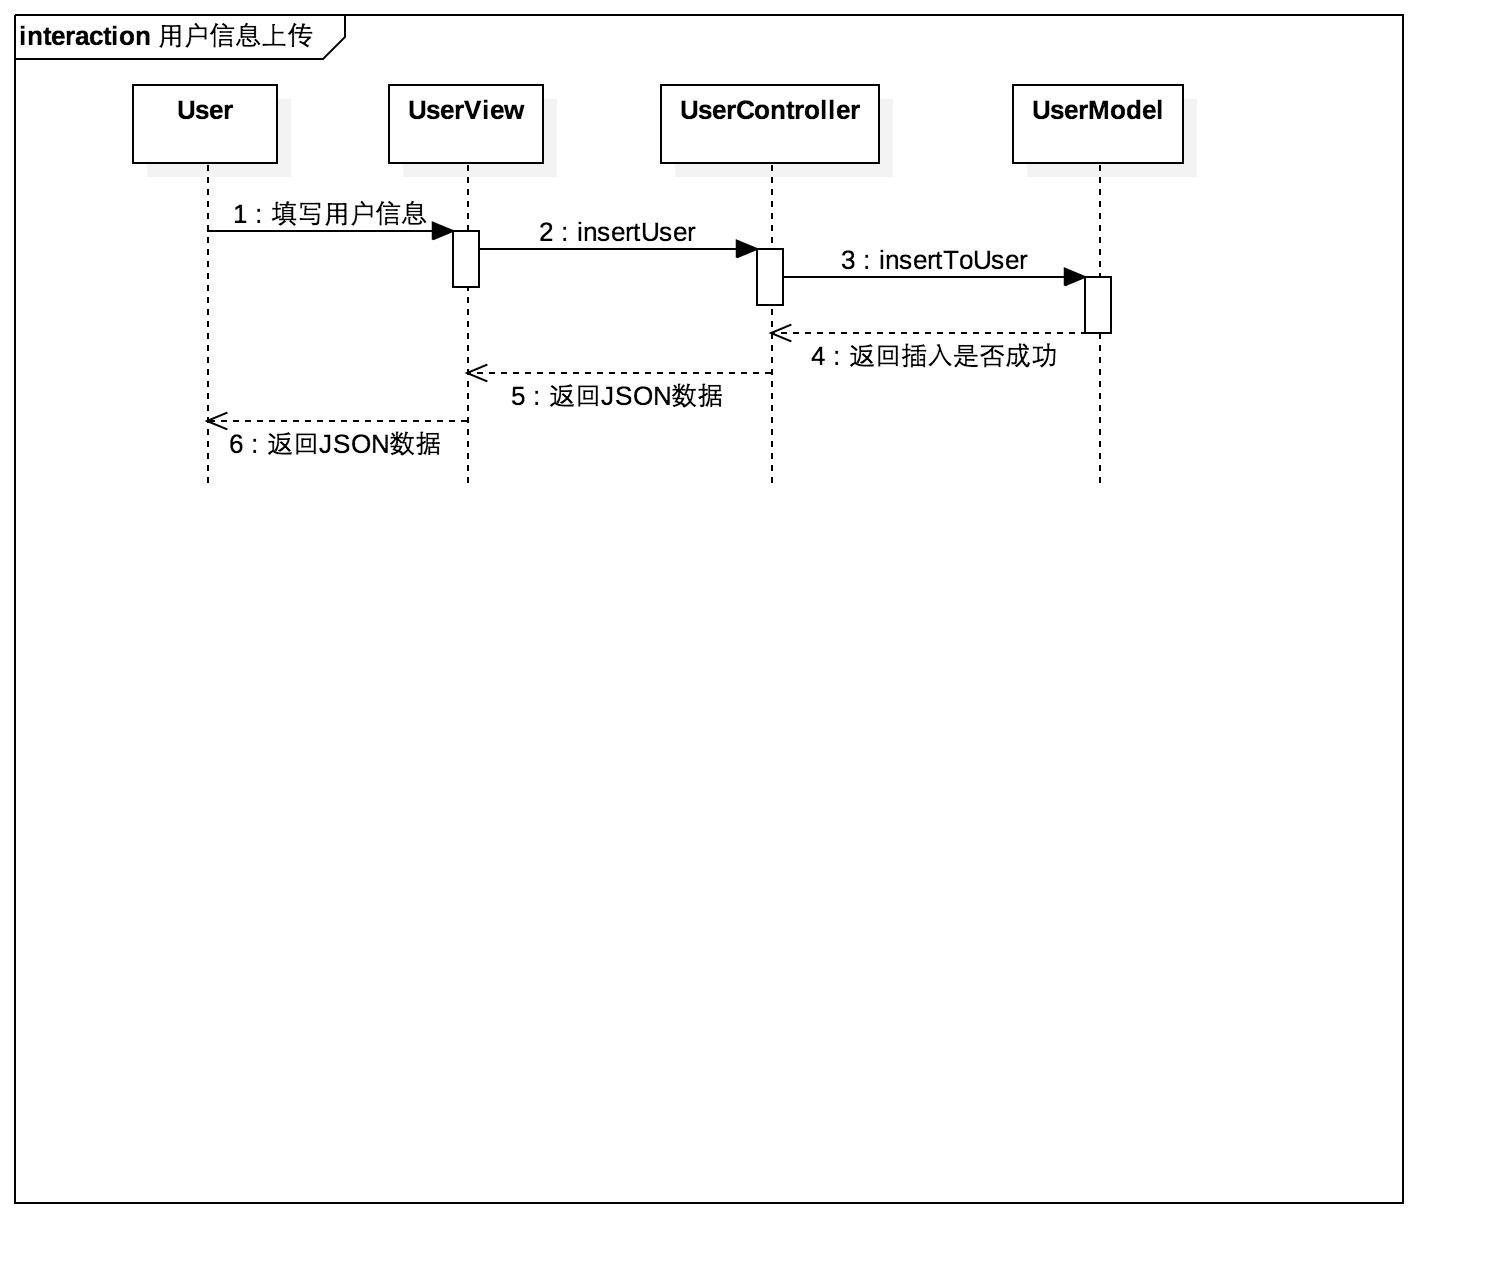 interaction 用户信息上传
User
UserView
UserController
UserModel
1 : 填写用户信息
2 : insertUser
3 : insertToUser
4 : 返回插入是否成功
5 : 返回JSON数据
6 : 返回JSON数据